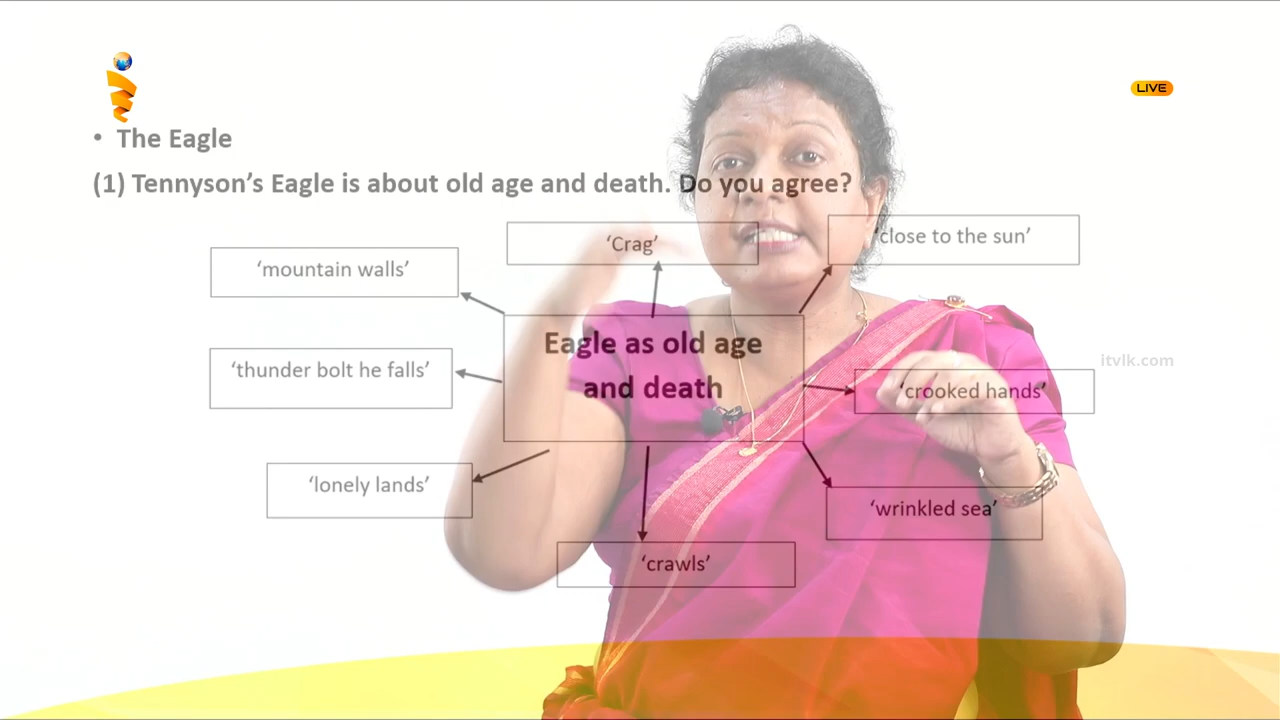 LIVE
• The Eagle
(1) Tennyson’s Eagle is about old age and death. Do you agree?
‘Crag’
‘close to the sun’
‘mountain walls’
Eagle as old age
and death
‘thunder bolt he falls’
itvlk.com
‘crooked hands’
‘lonely lands’
‘wrinkled sea’
‘crawls’